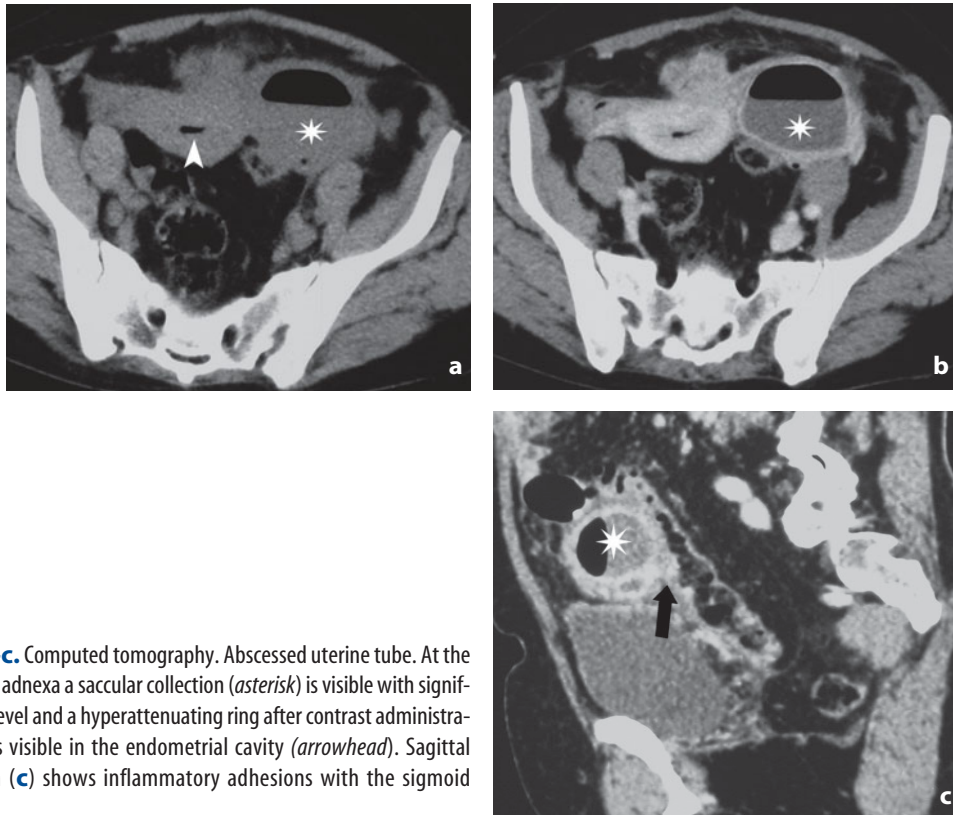 a
b
c
c. Computed tomography. Abscessed uterine tube. At the
adnexa a saccular collection (asterisk) is visible with signif-
level and a hyperattenuating ring after contrast administra-
visible in the endometrial cavity (arrowhead). Sagittal
(c) shows inflammatory adhesions with the sigmoid